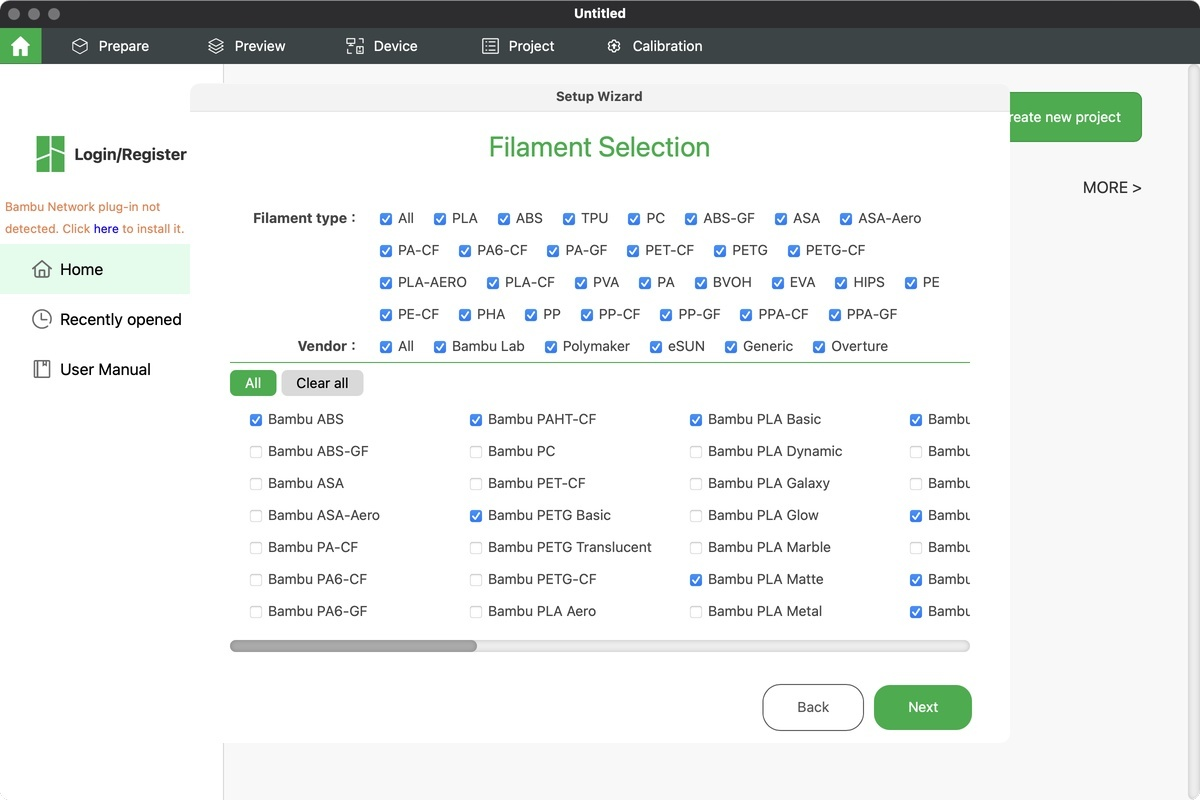 Untitled
Prepare
Preview
Device
Project
Calibration
Setup Wizard
reate new project
Filament Selection
Login/Register
MORE >
Bambu Network plug-in not
detected. Click here to install it.
Home
Recently opened
User Manual
Filament type : All PLA ABS TPU PC ABS-GF ASA ASA-Aero
PA-CF PA6-CF PA-GF PET-CF PETG PETG-CF
PLA-AERO PLA-CF PVA PA BVOH EVA HIPS PE
PE-CF PHA PP PP-CF PP-GF PPA-CF PPA-GF
Vendor : All Bambu Lab Polymaker eSUN Generic Overture
All Clear all
Bambu ABS Bambu PAHT-CF Bambu PLA Basic Bambu
Bambu ABS-GF Bambu PC Bambu PLA Dynamic Bambu
Bambu ASA Bambu PET-CF Bambu PLA Galaxy Bambu
Bambu ASA-Aero Bambu PETG Basic Bambu PLA Glow Bambu
Bambu PA-CF Bambu PETG Translucent Bambu PLA Marble Bambu
Bambu PA6-CF Bambu PETG-CF Bambu PLA Matte Bambu
Bambu PA6-GF Bambu PLA Aero Bambu PLA Metal Bambu
Back
Next